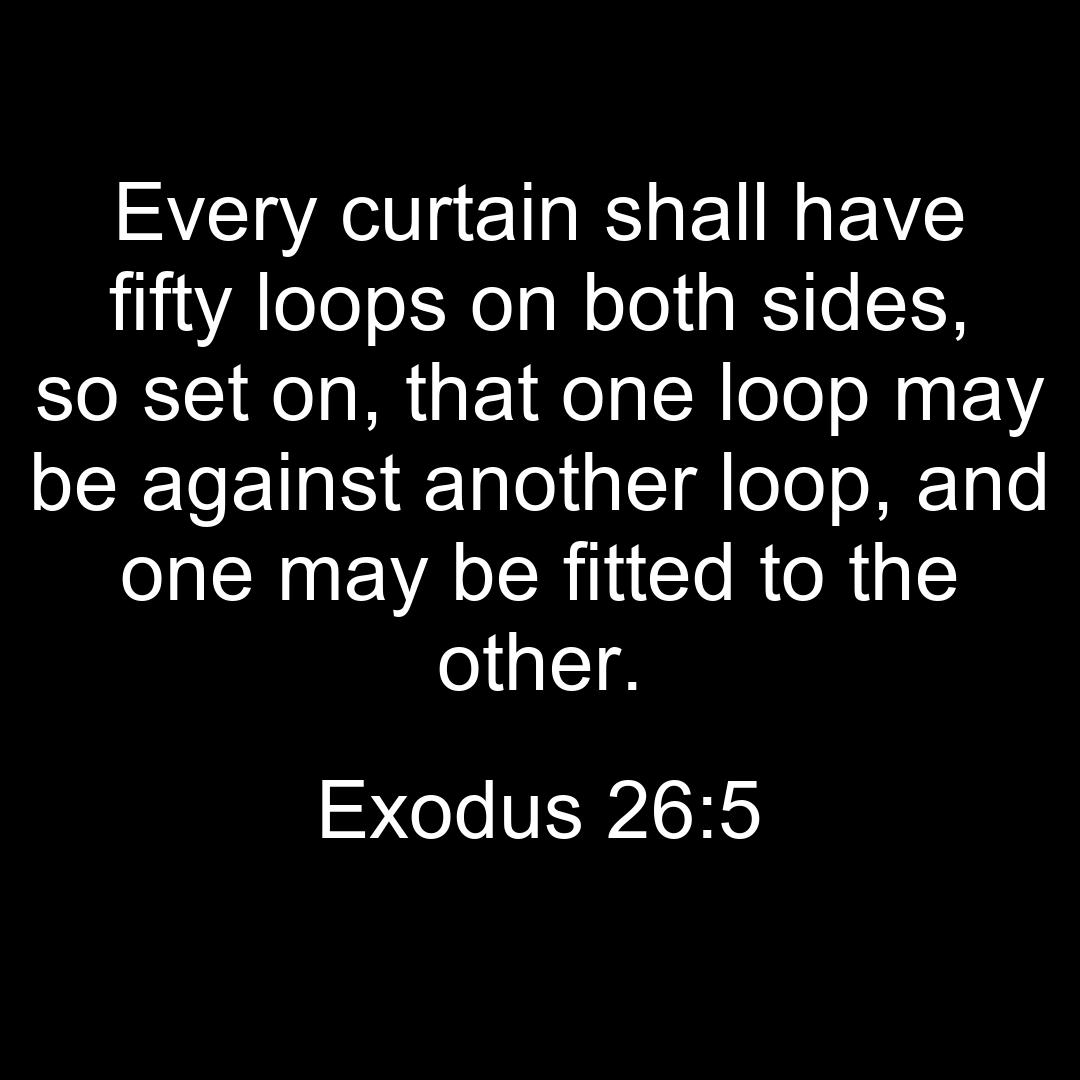 Every curtain shall have
fifty loops on both sides,
so set on, that one loop may
be against another loop, and
one may be fitted to the
other.
Exodus 26:5